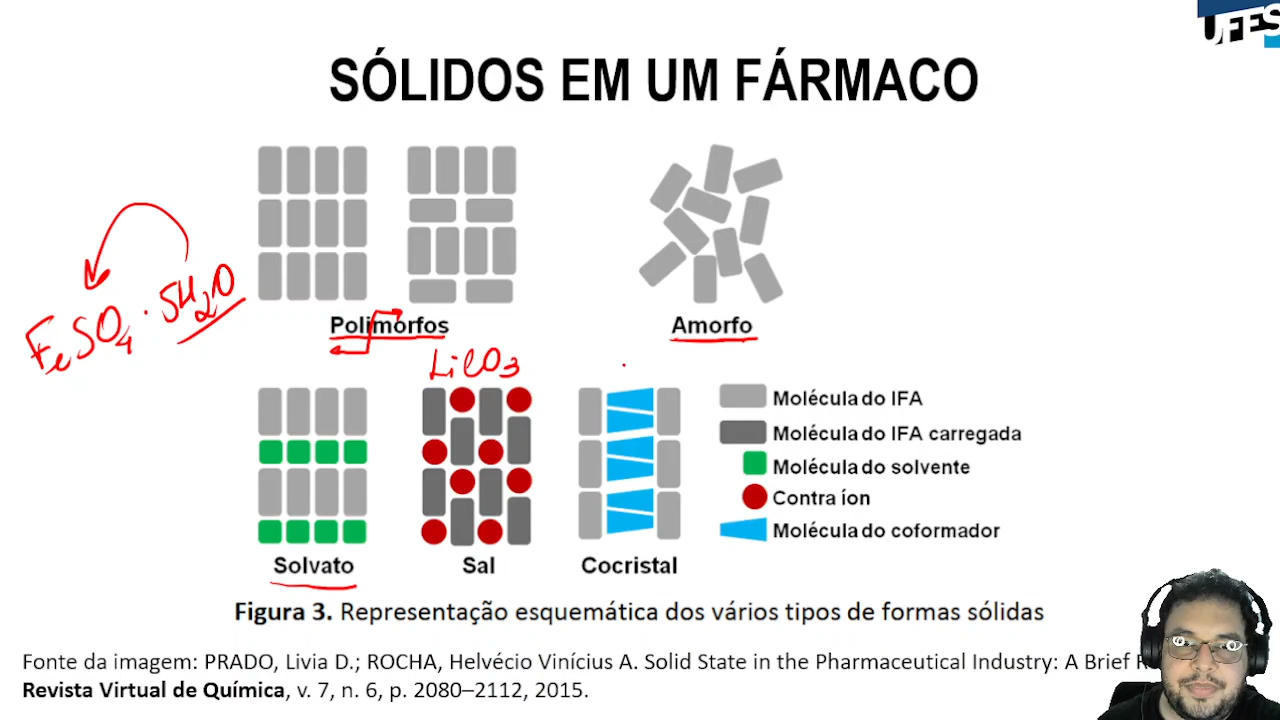 UFES
SÓLIDOS EM UM FÁRMACO
FeSO4 · 5H2O
Polimorfos
Amorfo
LiCO3
Molécula do IFA
Molécula do IFA carregada
Molécula do solvente
Contra íon
Molécula do coformador
Solvato
Sal
Cocristal
Figura 3. Representação esquemática dos vários tipos de formas sólidas
Fonte da imagem: PRADO, Livia D.; ROCHA, Helvécio Vinícius A. Solid State in the Pharmaceutical Industry: A Brief
Revista Virtual de Química, v. 7, n. 6, p. 2080–2112, 2015.